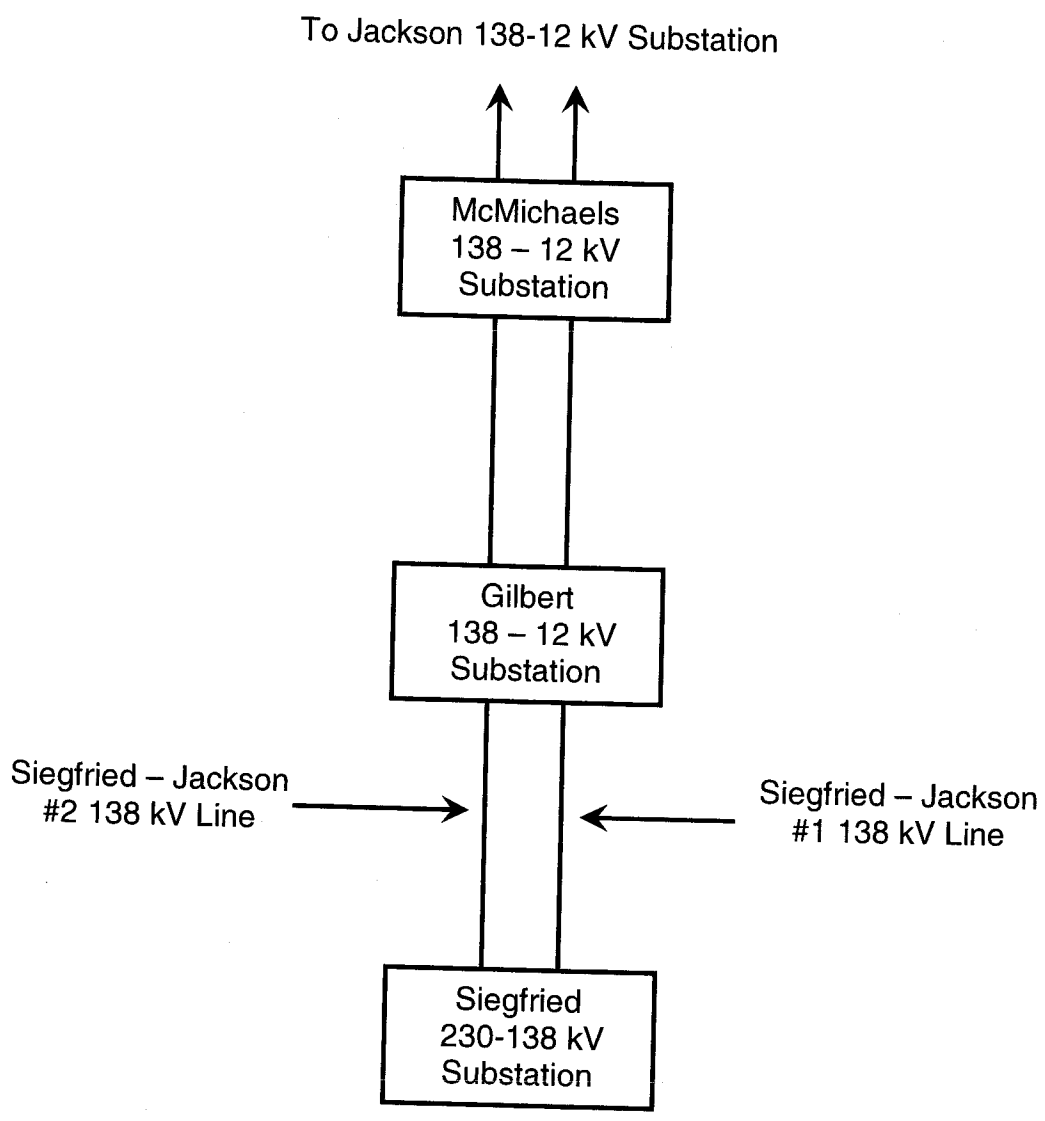 To Jackson 138-12 kV Substation
McMichaels
138 – 12 kV
Substation
Gilbert
138 – 12 kV
Substation
Siegfried – Jackson
#2 138 kV Line
Siegfried – Jackson
#1 138 kV Line
Siegfried
230-138 kV
Substation